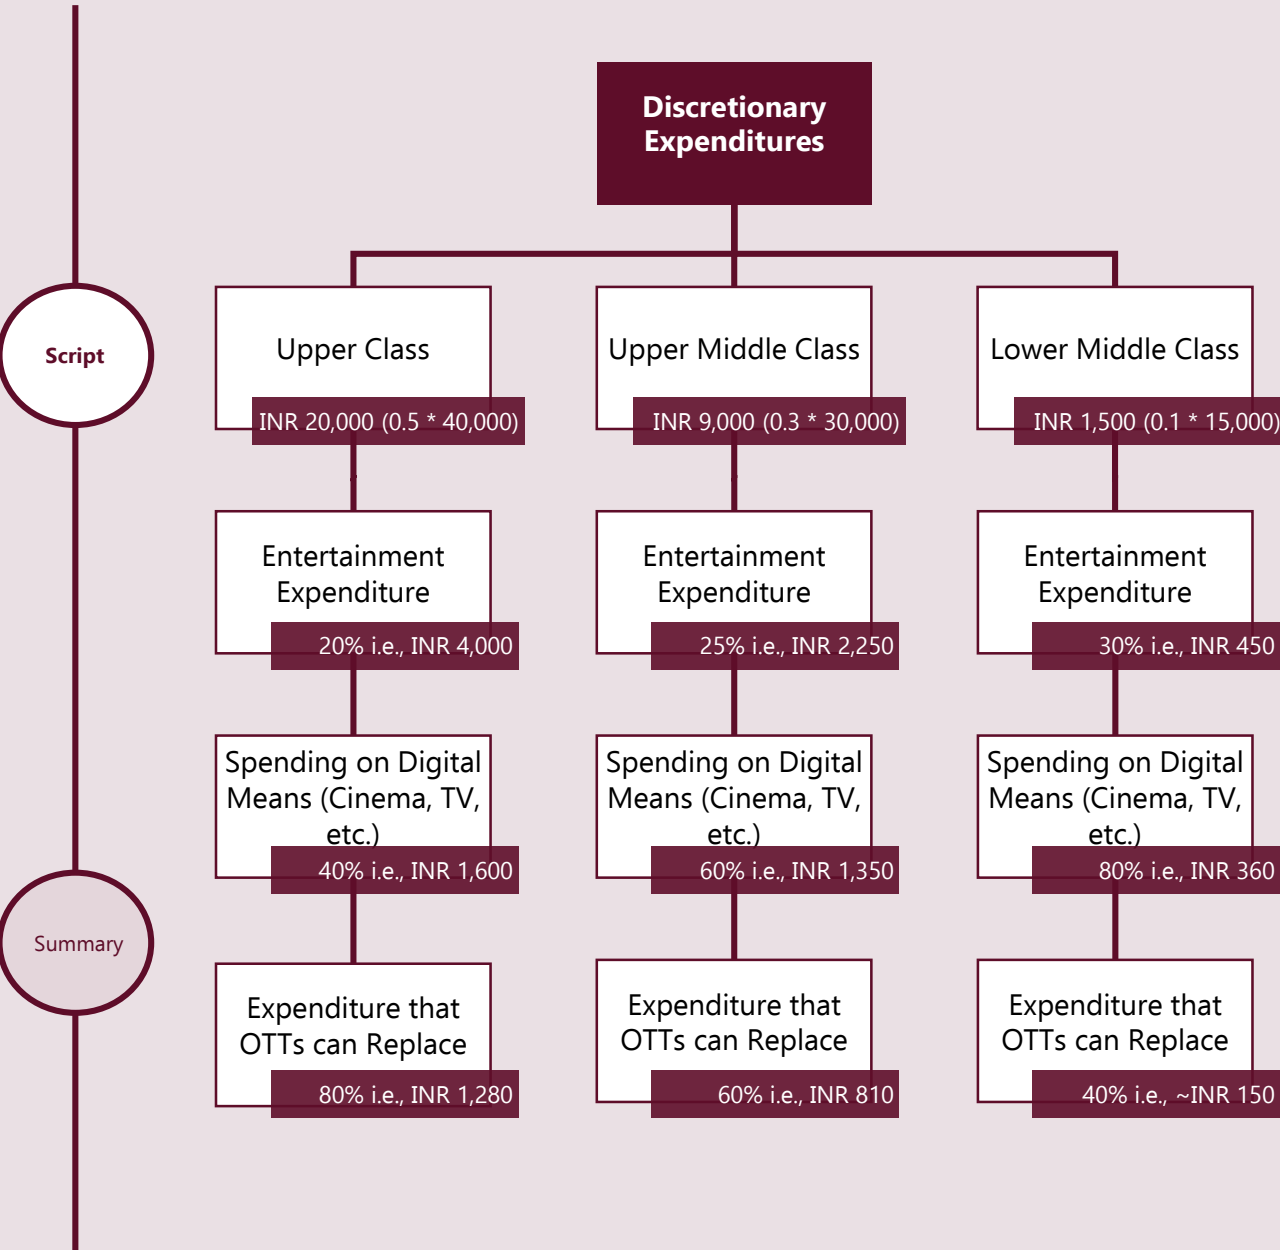 Discretionary
Expenditures
Script
Upper Class
INR 20,000 (0.5 * 40,000)
Upper Middle Class
INR 9,000 (0.3 * 30,000)
Lower Middle Class
INR 1,500 (0.1 * 15,000)
Entertainment
Expenditure
20% i.e., INR 4,000
Entertainment
Expenditure
25% i.e., INR 2,250
Entertainment
Expenditure
30% i.e., INR 450
Spending on Digital
Means (Cinema, TV,
etc.)
40% i.e., INR 1,600
Spending on Digital
Means (Cinema, TV,
etc.)
60% i.e., INR 1,350
Spending on Digital
Means (Cinema, TV,
etc.)
80% i.e., INR 360
Summary
Expenditure that
OTTs can Replace
80% i.e., INR 1,280
Expenditure that
OTTs can Replace
60% i.e., INR 810
Expenditure that
OTTs can Replace
40% i.e., ~INR 150